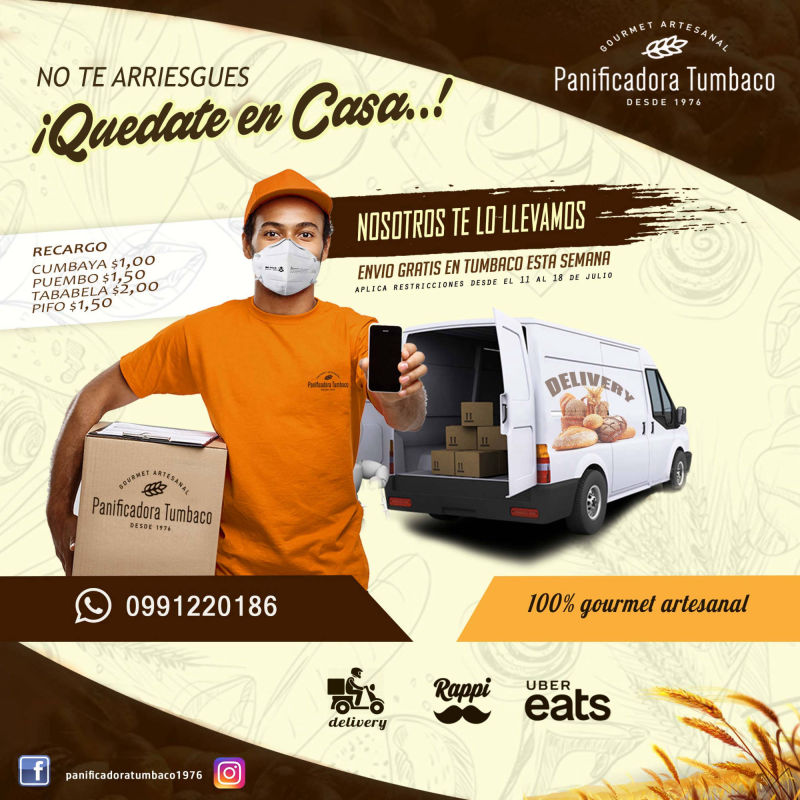 GOURMET ARTESANAL
Panificadora Tumbaco
DESDE 1976
NO TE ARRIESGUES
¡Quedate en Casa..!
NOSOTROS TE LO LLEVAMOS
ENVIO GRATIS EN TUMBACO ESTA SEMANA
APLICA RESTRICCIONES DESDE EL 11 AL 18 DE JULIO
RECARGO
CUMBAYA $1,00
PUEMBO $1,50
TABABELA $2,00
PIFO $1,50
Panificadora Tumbaco
DELIVERY
GOURMET ARTESANAL
Panificadora Tumbaco
DESDE 1976
0991220186
100% gourmet artesanal
delivery
Rappi
UBER
eats
panificadoratumbaco1976